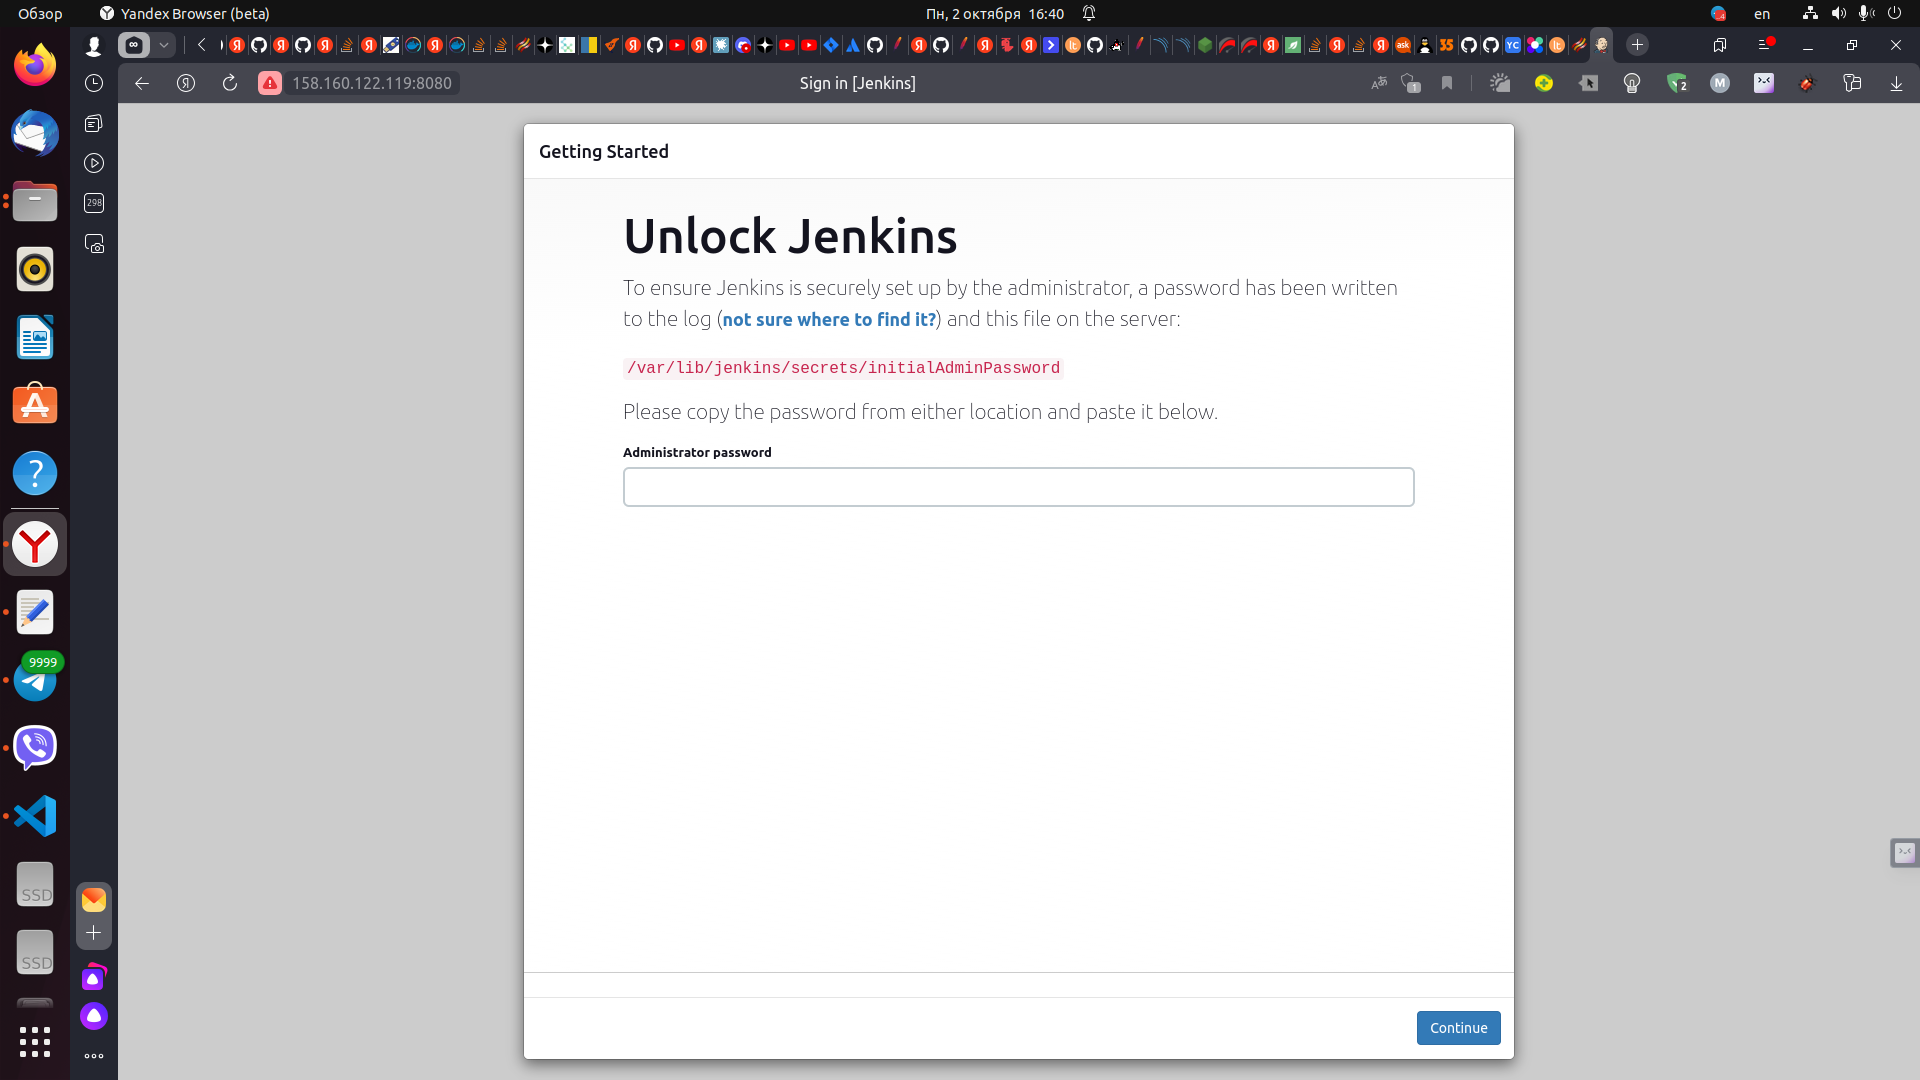 Обзор
Yandex Browser (beta)
Пн, 2 октября 16:40
en
158.160.122.119:8080
Sign in [Jenkins]
1
2
M
298
Getting Started
Unlock Jenkins
To ensure Jenkins is securely set up by the administrator, a password has been written
to the log (not sure where to find it?) and this file on the server:
/var/lib/jenkins/secrets/initialAdminPassword
Please copy the password from either location and paste it below.
Administrator password
9999
SSD
SSD
Continue